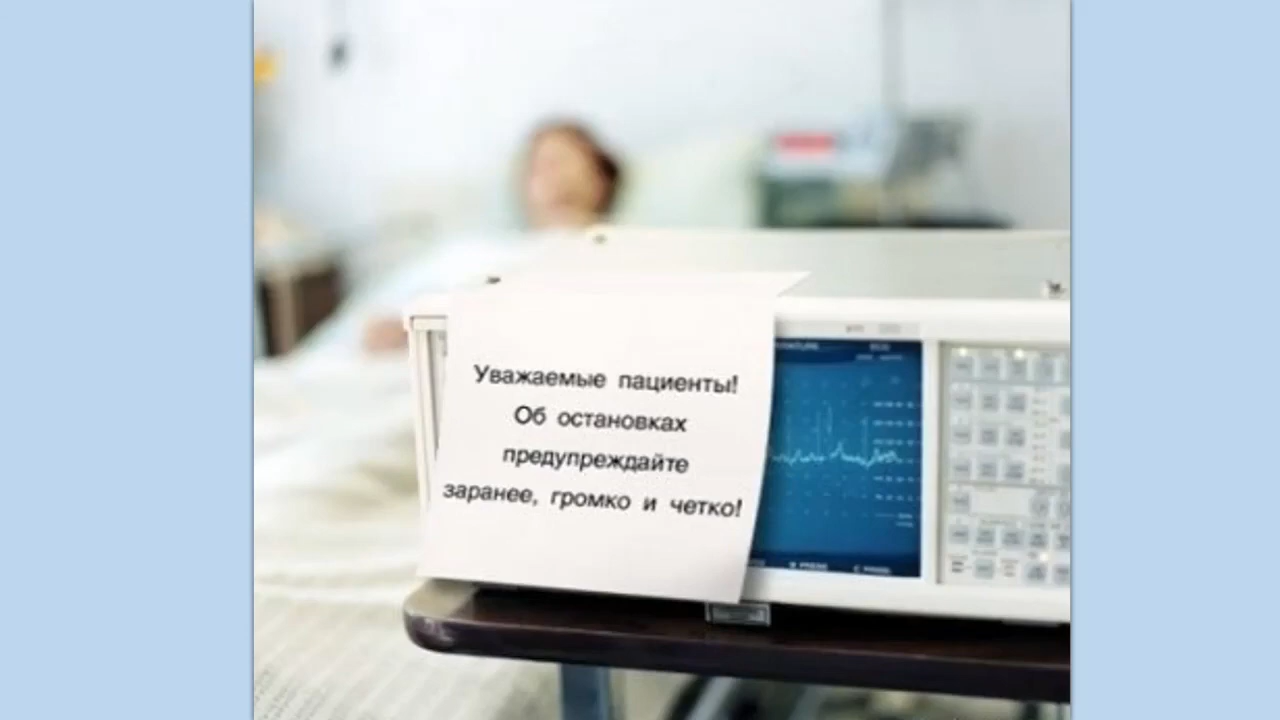 Уважаемые пациенты!
Об остановках
предупреждайте
заранее, громко и четко!